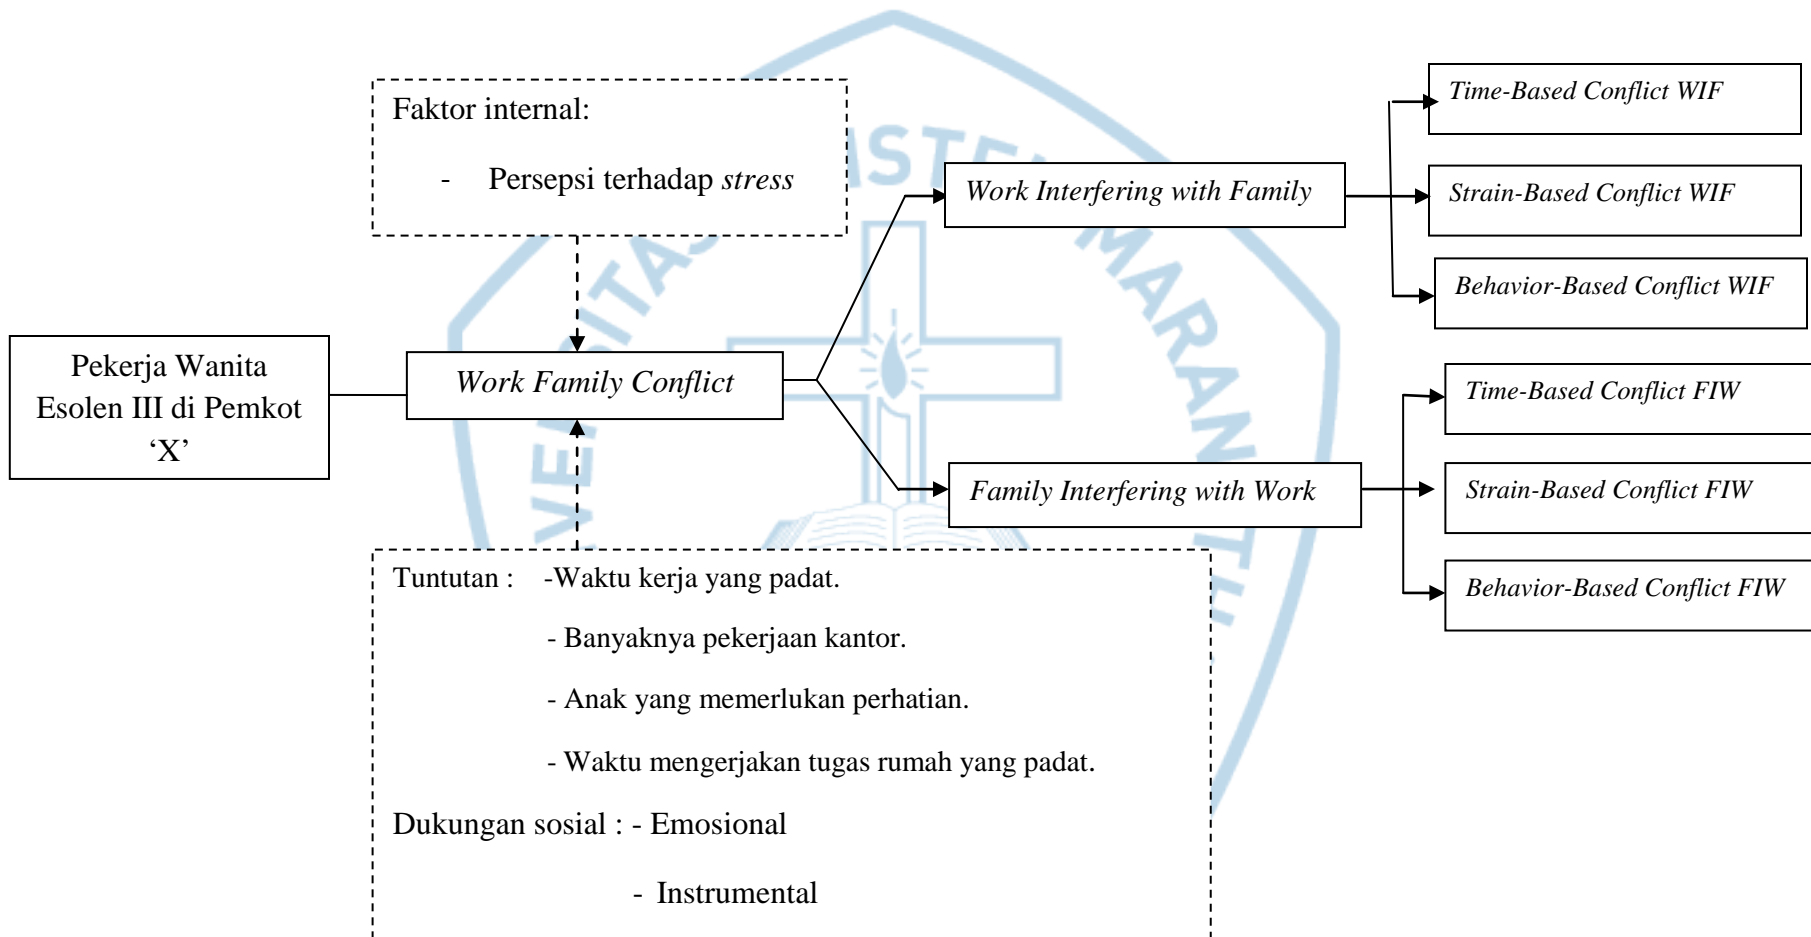 Faktor internal:
- Persepsi terhadap stress
Pekerja Wanita
Esolen III di Pemkot
‘X’
Work Family Conflict
Tuntutan : -Waktu kerja yang padat.
- Banyaknya pekerjaan kantor.
- Anak yang memerlukan perhatian.
- Waktu mengerjakan tugas rumah yang padat.
Dukungan sosial : - Emosional
- Instrumental
Work Interfering with Family
Family Interfering with Work
Time-Based Conflict WIF
Strain-Based Conflict WIF
Behavior-Based Conflict WIF
Time-Based Conflict FIW
Strain-Based Conflict FIW
Behavior-Based Conflict FIW